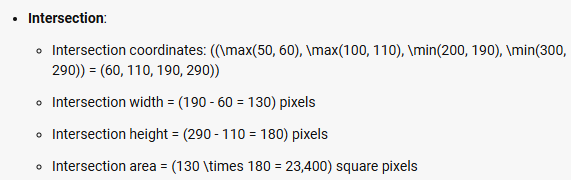 Intersection:
Intersection coordinates: ((\max(50, 60), \max(100, 110), \min(200, 190), \min(300,
290)) = (60, 110, 190, 290))
Intersection width = (190 - 60 = 130) pixels
Intersection height = (290 - 110 = 180) pixels
Intersection area = (130 \times 180 = 23,400) square pixels